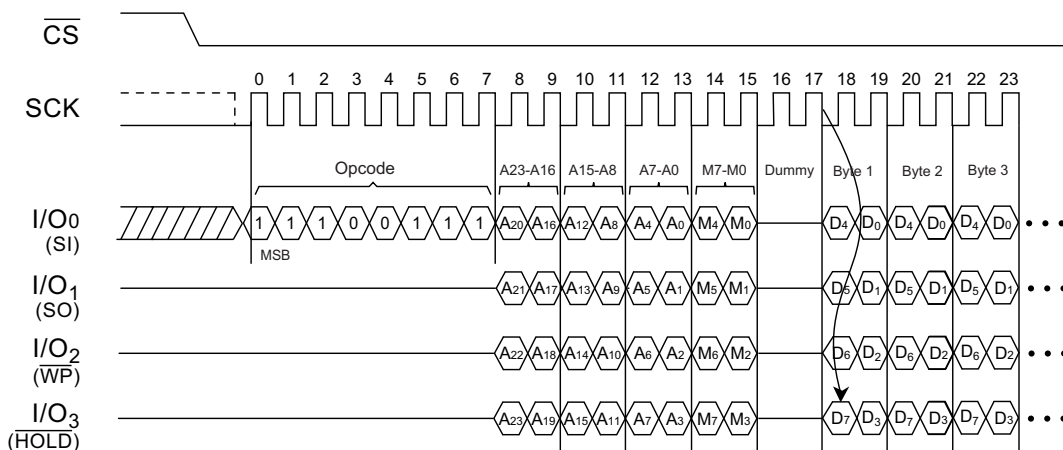 CS
0 1 2 3 4 5 6 7 8 9 10 11 12 13 14 15 16 17 18 19 20 21 22 23
SCK
Opcode A23-A16 A15-A8 A7-A0 M7-M0 Dummy Byte 1 Byte 2 Byte 3
I/O0 1 1 1 0 0 1 1 1 A20 A16 A12 A8 A4 A0 M4 M0 D4 D0 D4 D0 D4 D0
(SI)
MSB
I/O1 A21 A17 A13 A9 A5 A1 M5 M1 D5 D1 D5 D1 D5 D1
(SO)
I/O2 A22 A18 A14 A10 A6 A2 M6 M2 D6 D2 D6 D2 D6 D2
(WP)
I/O3 A23 A19 A15 A11 A7 A3 M7 M3 D7 D3 D7 D3 D7 D3
(HOLD)